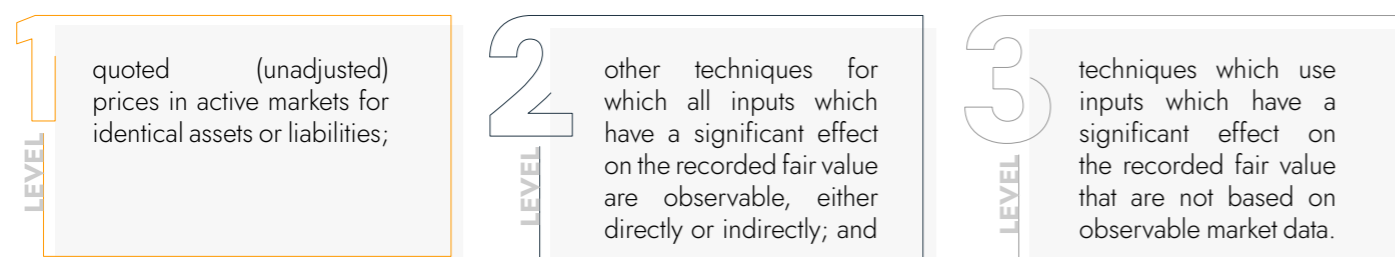 1
LEVEL
quoted (unadjusted)
prices in active markets for
identical assets or liabilities;
2
LEVEL
other techniques for
which all inputs which
have a significant effect
on the recorded fair value
are observable, either
directly or indirectly; and
3
LEVEL
techniques which use
inputs which have a
significant effect on
the recorded fair value
that are not based on
observable market data.